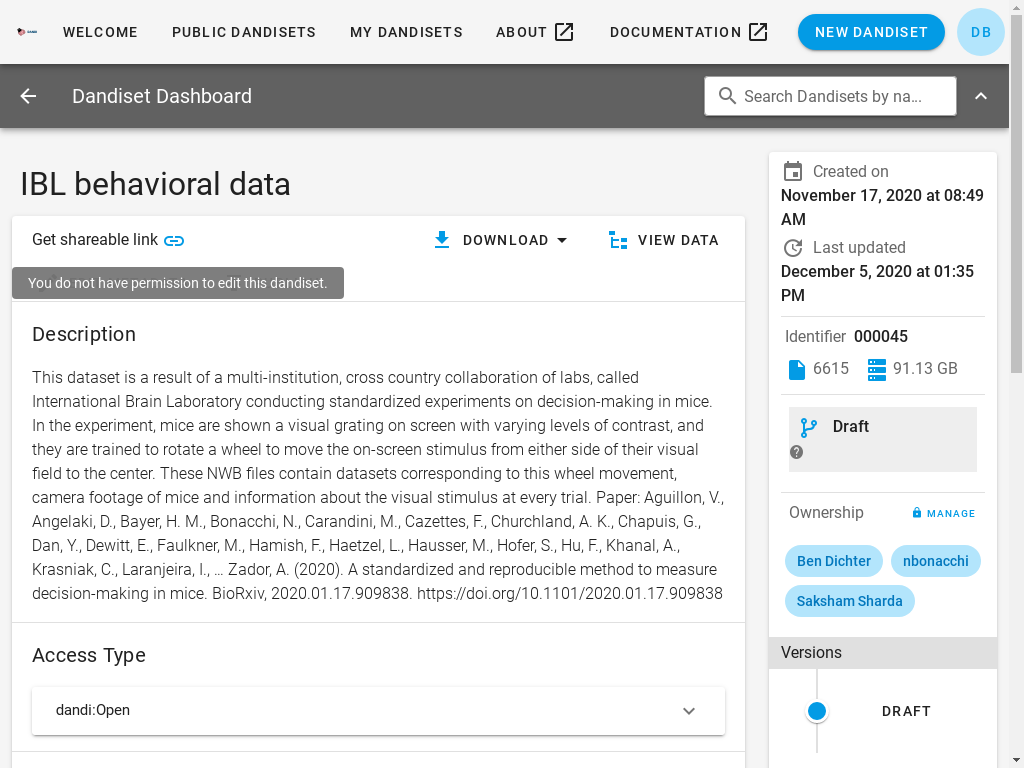 WELCOME PUBLIC DANDISETS MY DANDISETS ABOUT DOCUMENTATION NEW DANDISET DB
Dandiset Dashboard Search Dandisets by na...
IBL behavioral data
Get shareable link DOWNLOAD VIEW DATA
You do not have permission to edit this dandiset.
Description
This dataset is a result of a multi-institution, cross country collaboration of labs, called
International Brain Laboratory conducting standardized experiments on decision-making in mice.
In the experiment, mice are shown a visual grating on screen with varying levels of contrast, and
they are trained to rotate a wheel to move the on-screen stimulus from either side of their visual
field to the center. These NWB files contain datasets corresponding to this wheel movement,
camera footage of mice and information about the visual stimulus at every trial. Paper: Aguillon, V.,
Angelaki, D., Bayer, H. M., Bonacchi, N., Carandini, M., Cazettes, F., Churchland, A. K., Chapuis, G.,
Dan, Y., Dewitt, E., Faulkner, M., Hamish, F., Haetzel, L., Hausser, M., Hofer, S., Hu, F., Khanal, A.,
Krasniak, C., Laranjeira, I., … Zador, A. (2020). A standardized and reproducible method to measure
decision-making in mice. BioRxiv, 2020.01.17.909838. https://doi.org/10.1101/2020.01.17.909838
Access Type
dandi:Open
Created on
November 17, 2020 at 08:49
AM
Last updated
December 5, 2020 at 01:35
PM
Identifier 000045
6615 91.13 GB
Draft
Ownership MANAGE
Ben Dichter nbonacchi
Saksham Sharda
Versions
DRAFT